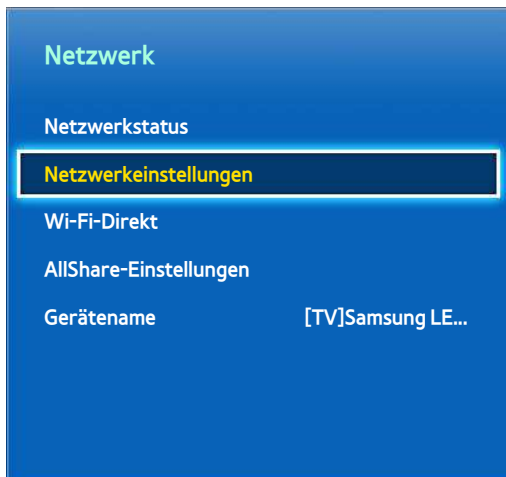 Netzwerk
Netzwerkstatus
Netzwerkeinstellungen
Wi-Fi-Direkt
AllShare-Einstellungen
Gerätename [TV]Samsung LE...